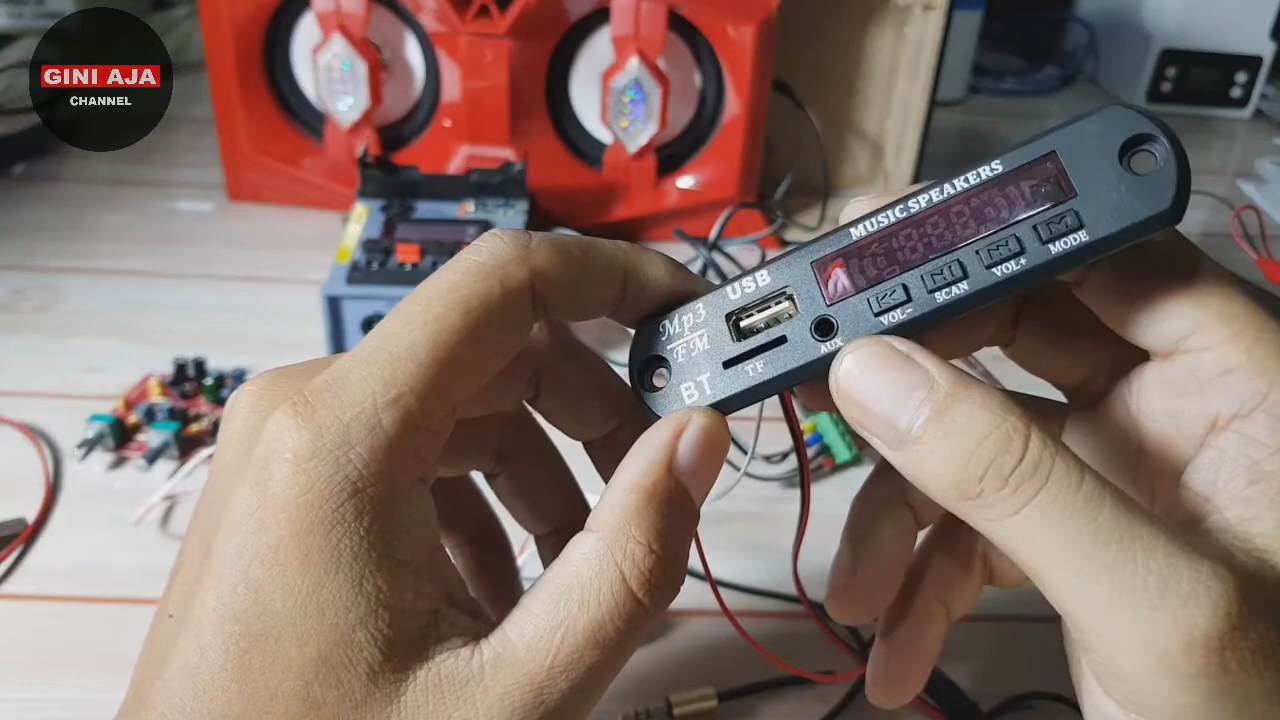 GINI AJA
CHANNEL
MUSIC SPEAKERS
USB
Mp3
FM
BT
TF
AUX
VOL-
SCAN
VOL+
MODE
M